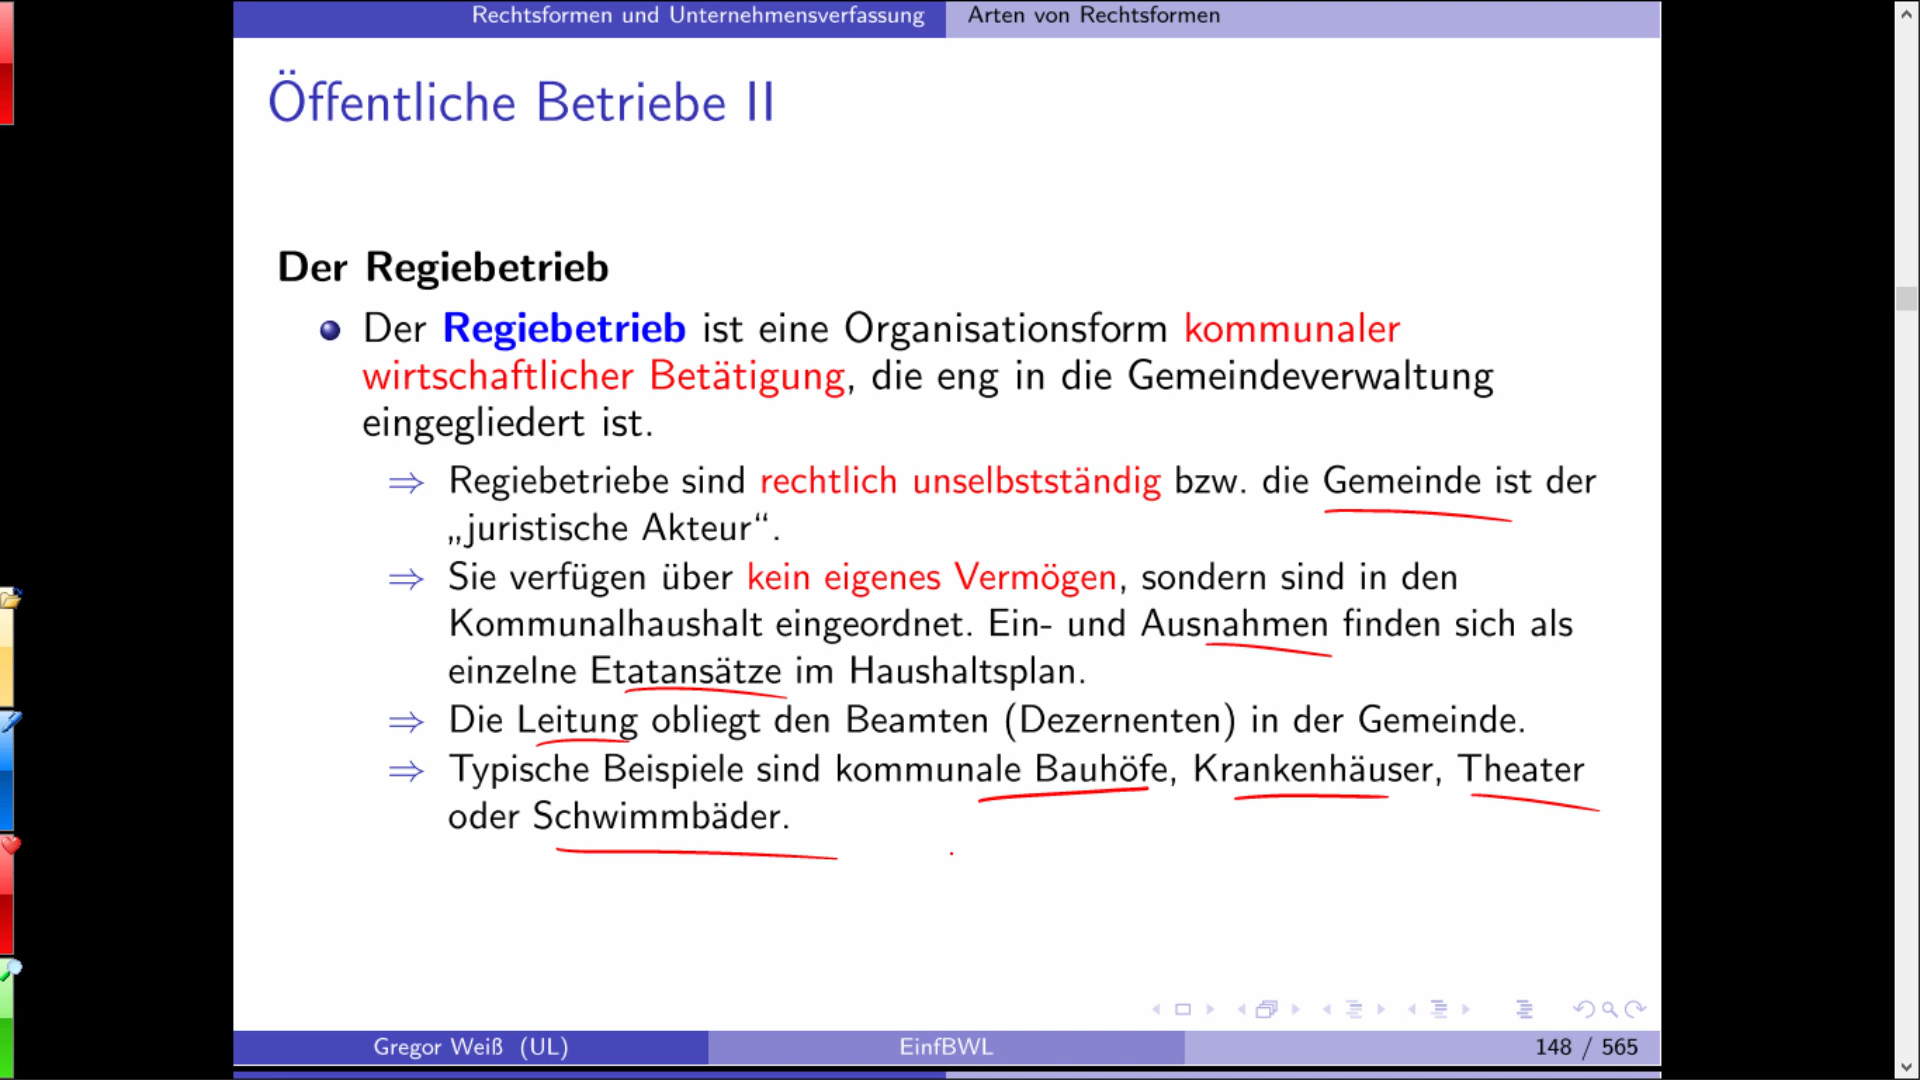 Rechtsformen und Unternehmensverfassung Arten von Rechtsformen
Öffentliche Betriebe II
Der Regiebetrieb
Der Regiebetrieb ist eine Organisationsform kommunaler
wirtschaftlicher Betätigung, die eng in die Gemeindeverwaltung
eingegliedert ist.
⇒ Regiebetriebe sind rechtlich unselbstständig bzw. die Gemeinde ist der
„juristische Akteur“.
⇒ Sie verfügen über kein eigenes Vermögen, sondern sind in den
Kommunalhaushalt eingeordnet. Ein- und Ausnahmen finden sich als
einzelne Etatansätze im Haushaltsplan.
⇒ Die Leitung obliegt den Beamten (Dezernenten) in der Gemeinde.
⇒ Typische Beispiele sind kommunale Bauhöfe, Krankenhäuser, Theater
oder Schwimmbäder.
Gregor Weiß (UL) EinfBWL 148 / 565